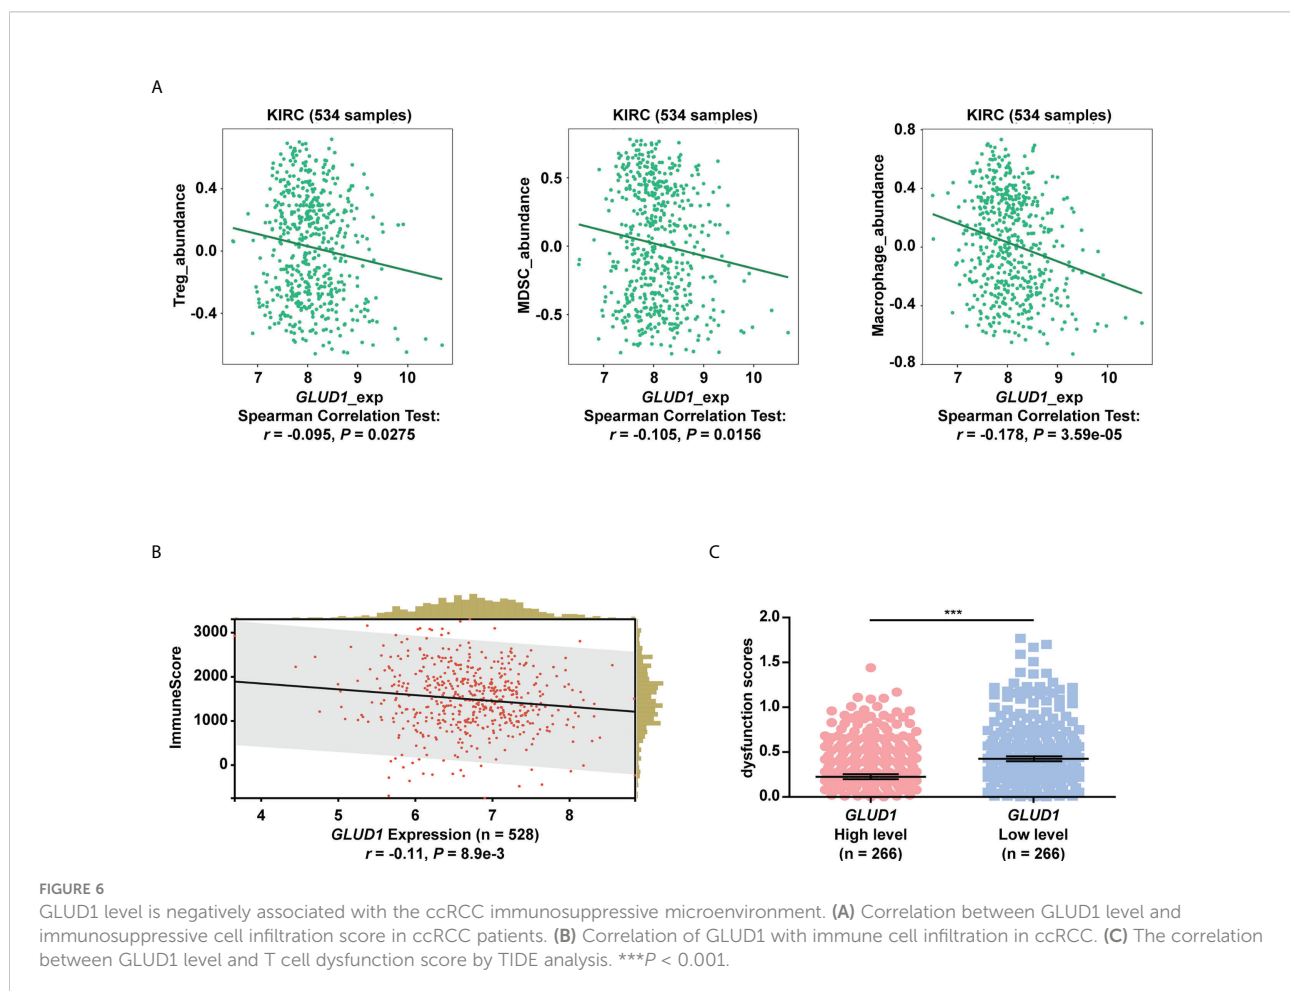 A
KIRC (534 samples)
Treg_abundance
0.4
0.0
-0.4
7 8 9 10
GLUD1_exp
Spearman Correlation Test:
r = -0.095, P = 0.0275
KIRC (534 samples)
MDSC_abundance
0.5
0.0
-0.5
7 8 9 10
GLUD1_exp
Spearman Correlation Test:
r = -0.105, P = 0.0156
KIRC (534 samples)
Macrophage_abundance
0.8
0.4
0.0
-0.4
-0.8
7 8 9 10
GLUD1_exp
Spearman Correlation Test:
r = -0.178, P = 3.59e-05
B
ImmuneScore
3000
2000
1000
0
4 5 6 7 8
GLUD1 Expression (n = 528)
r = -0.11, P = 8.9e-3
C
dysfunction scores
2.0
1.5
1.0
0.5
0.0
***
GLUD1
High level
(n = 266)
GLUD1
Low level
(n = 266)
FIGURE 6
GLUD1 level is negatively associated with the ccRCC immunosuppressive microenvironment. (A) Correlation between GLUD1 level and
immunosuppressive cell infiltration score in ccRCC patients. (B) Correlation of GLUD1 with immune cell infiltration in ccRCC. (C) The correlation
between GLUD1 level and T cell dysfunction score by TIDE analysis. ***P < 0.001.